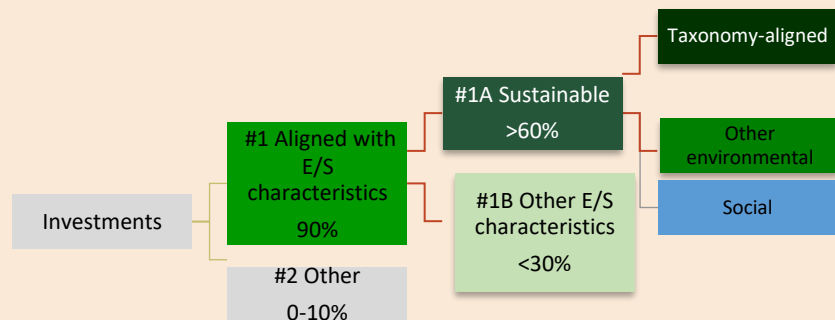 Taxonomy-aligned
#1A Sustainable
>60%
#1 Aligned with
E/S
characteristics
90%
Other
environmental
#1B Other E/S
characteristics
<30%
Social
Investments
#2 Other
0-10%